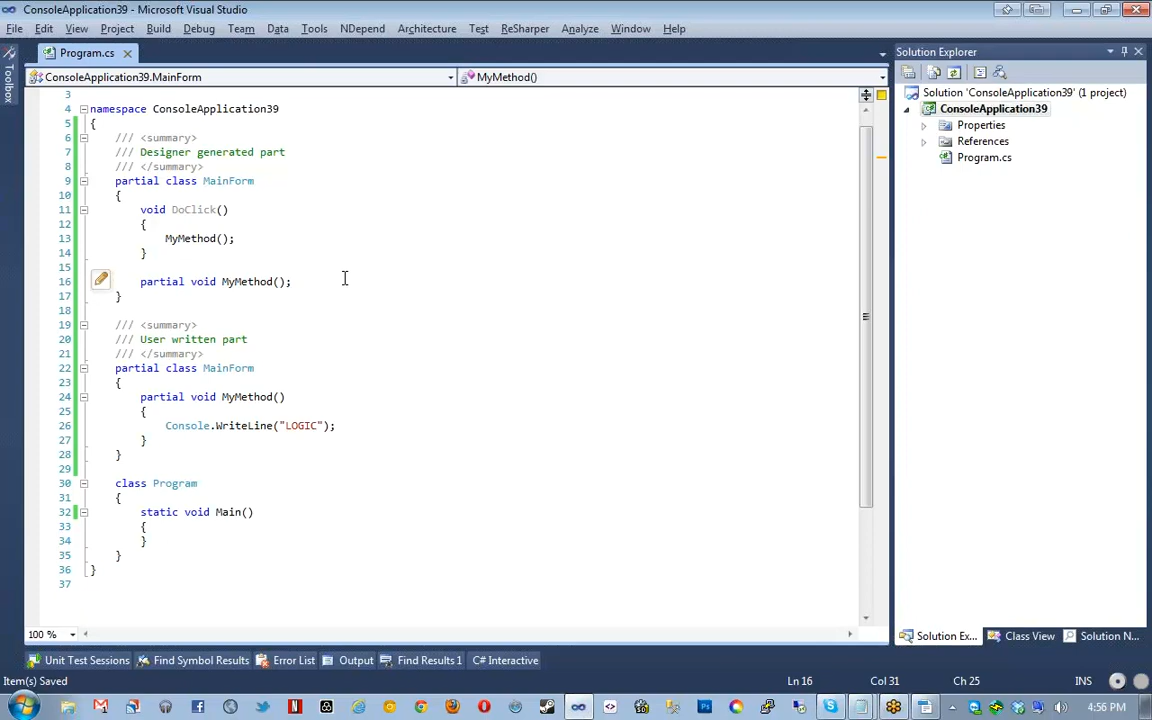 ConsoleApplication39 - Microsoft Visual Studio
File Edit View Project Build Debug Team Data Tools NDepend Architecture Test ReSharper Analyze Window Help
Toolbox
Program.cs
ConsoleApplication39.MainForm
MyMethod()
3
4 namespace ConsoleApplication39
5 {
6 /// <summary>
7 /// Designer generated part
8 /// </summary>
9 partial class MainForm
10 {
11 void DoClick()
12 {
13 MyMethod();
14 }
15
16 partial void MyMethod();
17 }
18
19 /// <summary>
20 /// User written part
21 /// </summary>
22 partial class MainForm
23 {
24 partial void MyMethod()
25 {
26 Console.WriteLine("LOGIC");
27 }
28 }
29
30 class Program
31 {
32 static void Main()
33 {
34 }
35 }
36 }
37
100 %
Solution Explorer
Solution 'ConsoleApplication39' (1 project)
ConsoleApplication39
Properties
References
Program.cs
Solution Ex... Class View Solution N...
Unit Test Sessions Find Symbol Results Error List Output Find Results 1 C# Interactive
Item(s) Saved Ln 16 Col 31 Ch 25 INS
4:56 PM